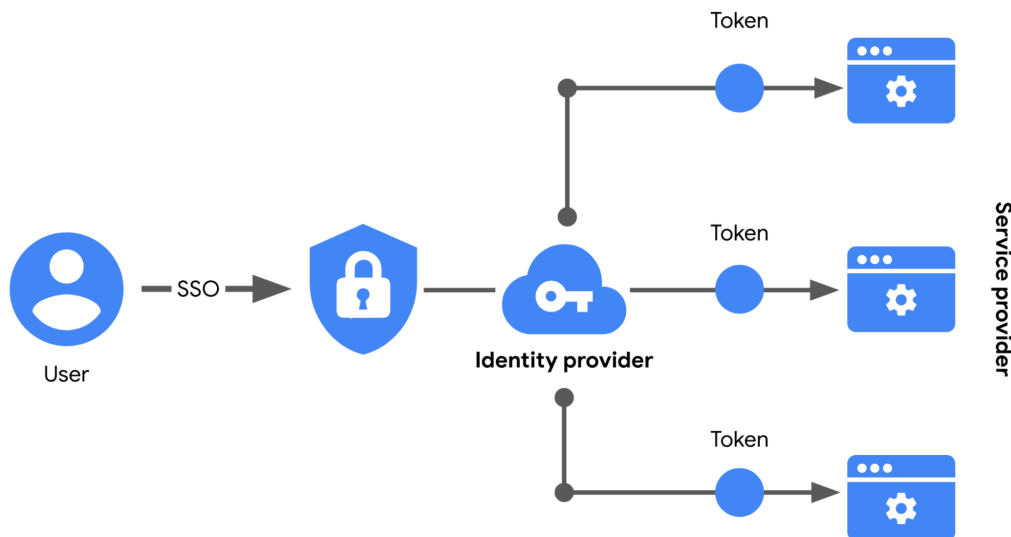 Token
Token
SSO
User
Identity provider
Token
Service provider